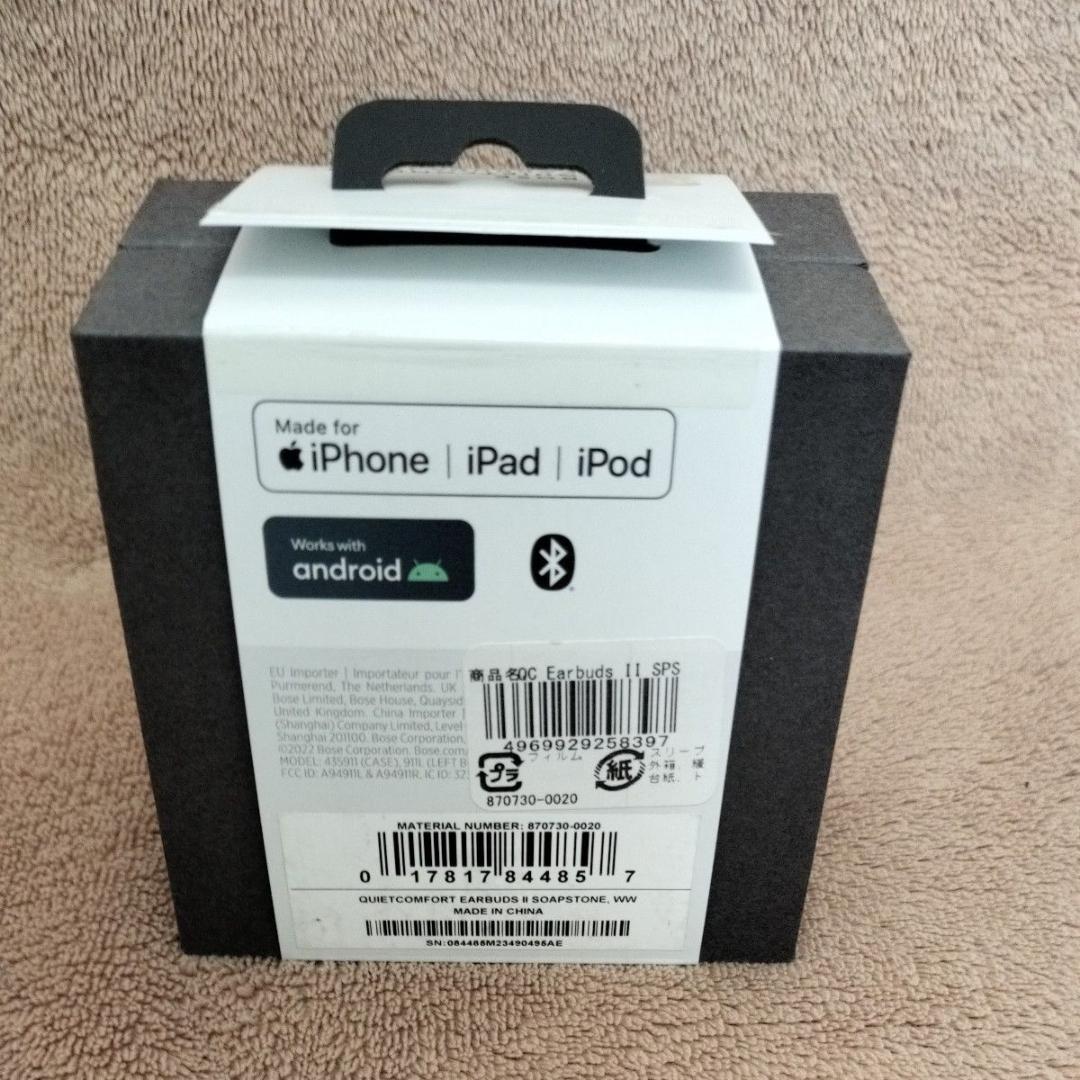 Made for
iPhone | iPad | iPod
Works with
android
EU Importer | Importateur pour l'
Purmerend, The Netherlands. UK
Bose Limited, Bose House, Quaysid
United Kingdom. China Importer |
(Shanghai) Company Limited, Level
Shanghai 201100. Bose Corporation,
©2022 Bose Corporation. Bose.com
MODEL: 435911 (CASE), 911L (LEFT B
FCC ID: A94911L & A94911R, IC ID: 323
商品名QC Earbuds II SPS
4969929258397
プラ
フィルム
紙
スリーブ
外箱、
台紙、
870730-0020
MATERIAL NUMBER: 870730-0020
0 17817 84485 7
QUIETCOMFORT EARBUDS II SOAPSTONE, WW
MADE IN CHINA
SN:084485M23490495AE